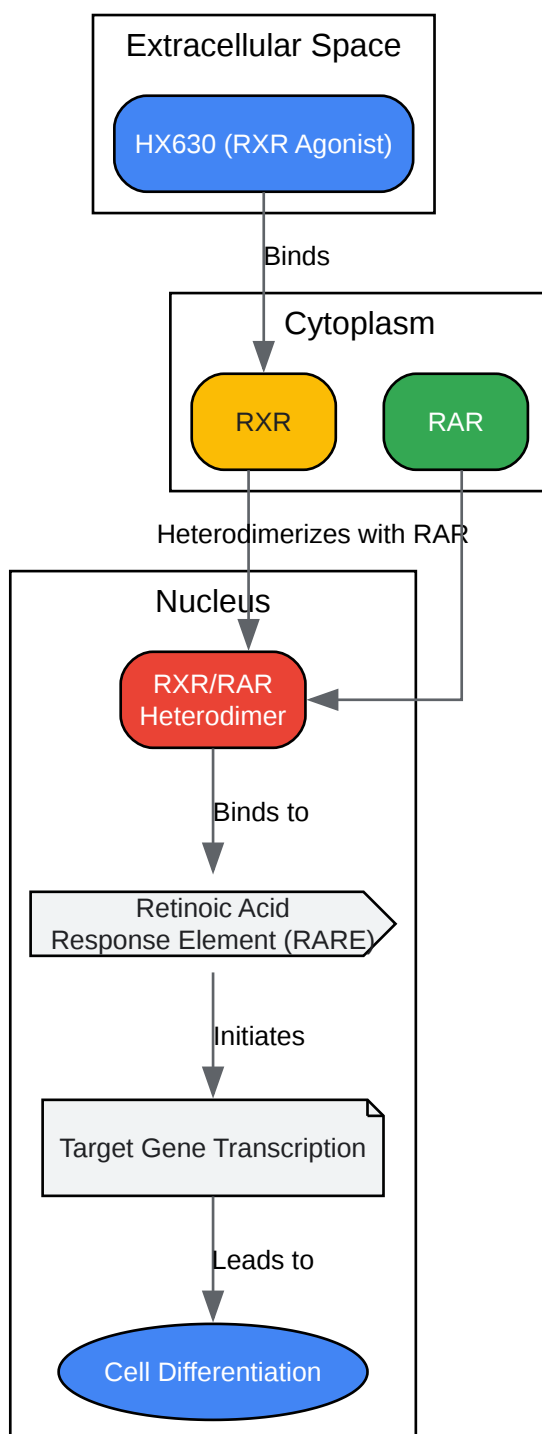 Extracellular Space
HX630 (RXR Agonist)
Binds
Cytoplasm
RXR
RAR
Heterodimerizes with RAR
Nucleus
RXR/RAR
Heterodimer
Binds to
Retinoic Acid
Response Element (RARE)
Initiates
Target Gene Transcription
Leads to
Cell Differentiation